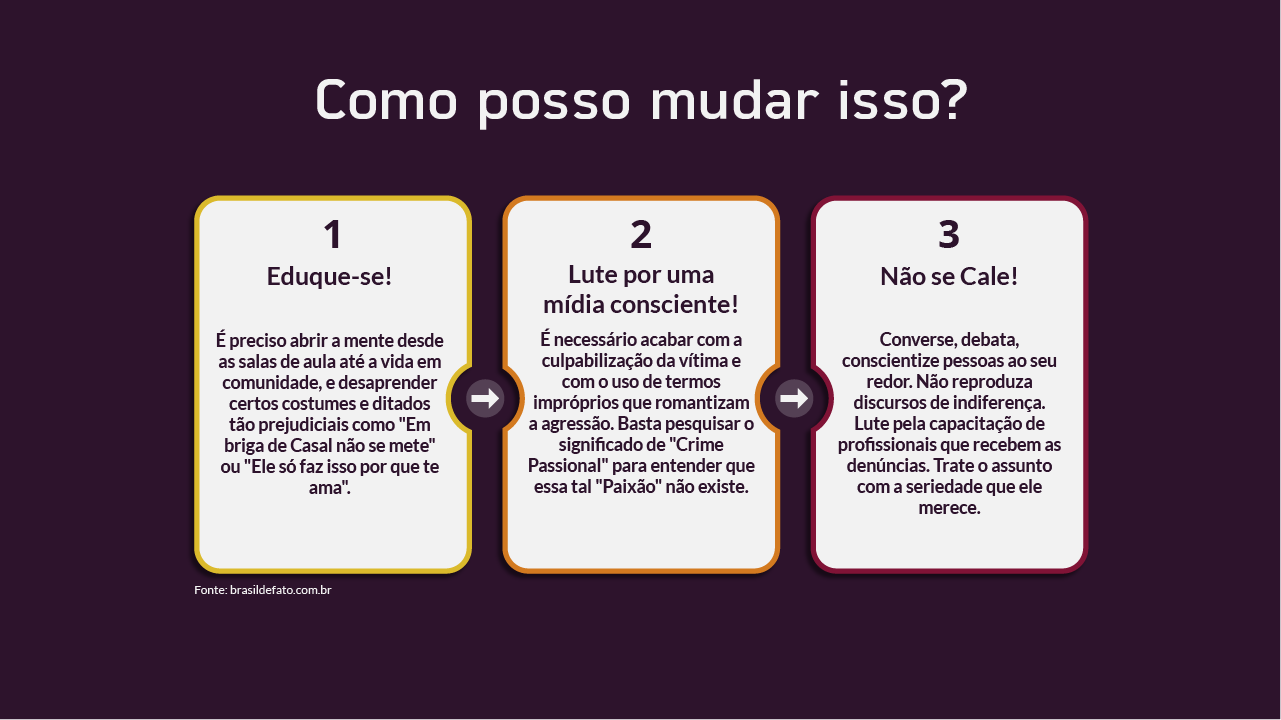 Como posso mudar isso?
1
Eduque-se!
É preciso abrir a mente desde
as salas de aula até a vida em
comunidade, e desaprender
certos costumes e ditados
tão prejudiciais como "Em
briga de Casal não se mete"
ou "Ele só faz isso por que te
ama".
2
Lute por uma
mídia consciente!
É necessário acabar com a
culpabilização da vítima e
com o uso de termos
impróprios que romantizam
a agressão. Basta pesquisar o
significado de "Crime
Passional" para entender que
essa tal "Paixão" não existe.
3
Não se Cale!
Converse, debata,
conscientize pessoas ao seu
redor. Não reproduza
discursos de indiferença.
Lute pela capacitação de
profissionais que recebem as
denúncias. Trate o assunto
com a seriedade que ele
merece.
Fonte: brasildefato.com.br